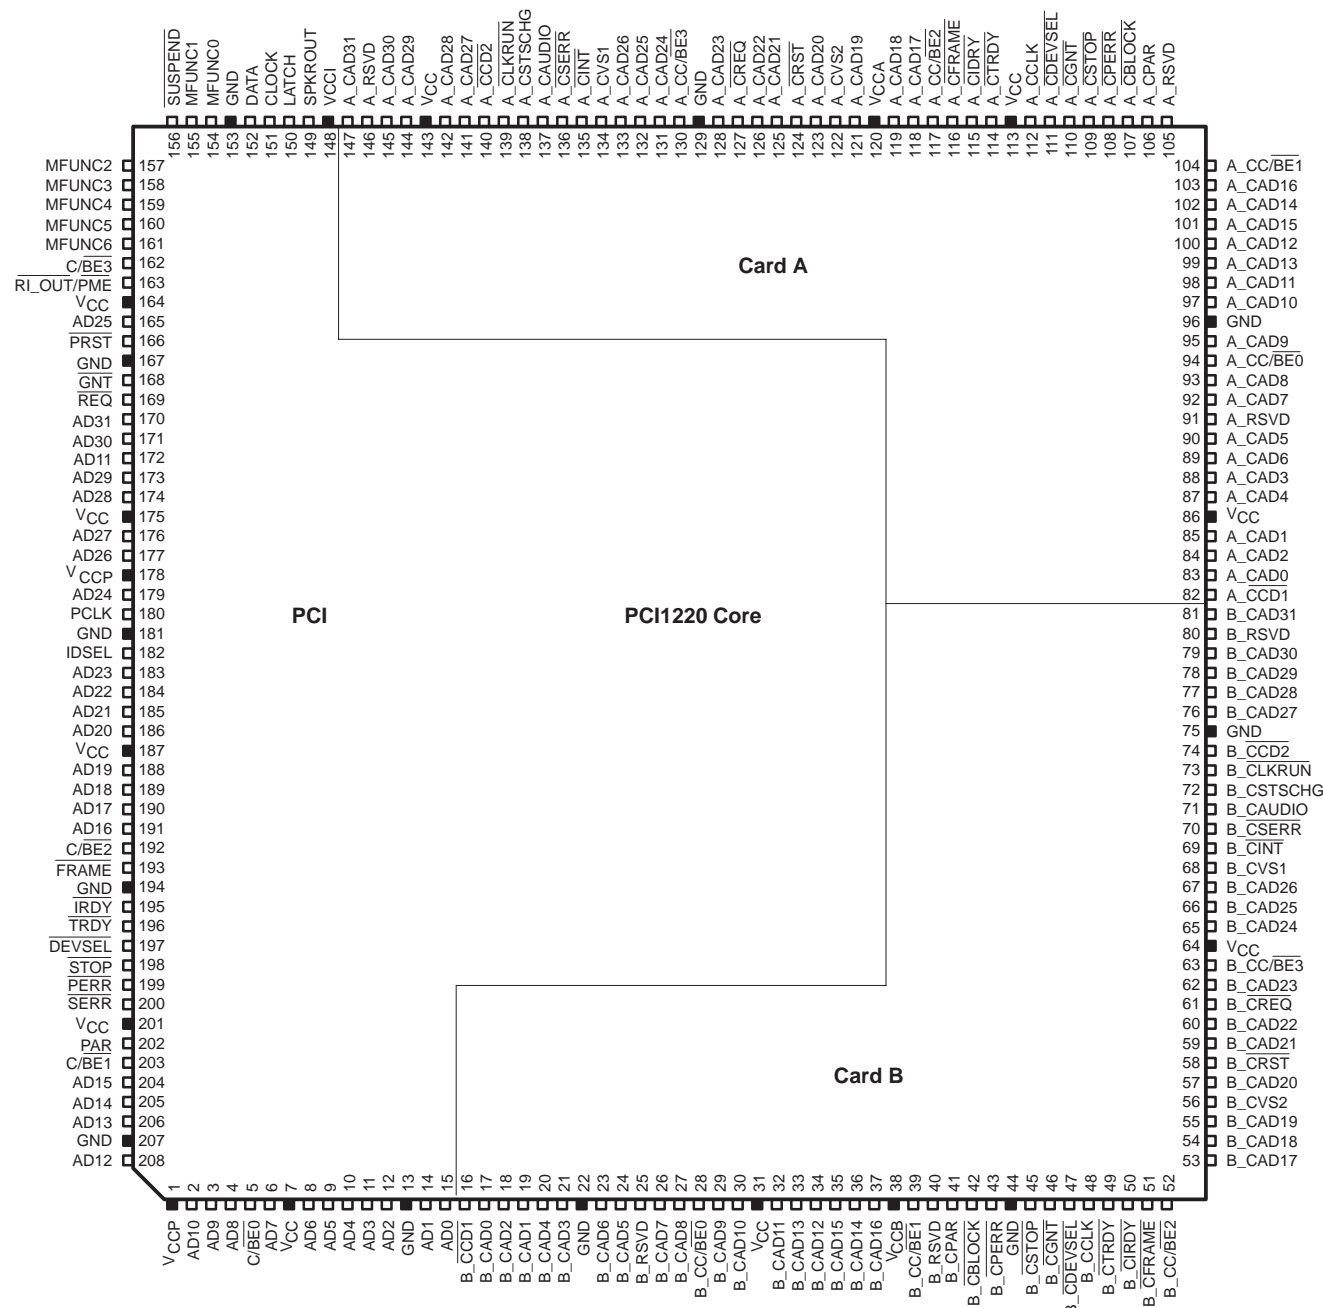 SUSPEND
MFUNC1
MFUNC0
GND
DATA
CLOCK
LATCH
SPKROUT
VCCI
A_CAD31
A_RSVD
A_CAD30
A_CAD29
VCC
A_CAD28
A_CAD27
A_CCD2
A_CLKRUN
A_CSTSCHG
A_CAUDIO
A_CSERR
A_CINT
A_CVS1
A_CAD26
A_CAD25
A_CAD24
A_CC/BE3
GND
A_CAD23
A_CREQ
A_CAD22
A_CAD21
A_CRST
A_CAD20
A_CVS2
A_CAD19
VCCA
A_CAD18
A_CAD17
A_CC/BE2
A_CFRAME
A_CIDRY
A_CTRDY
VCC
A_CCLK
A_CDEVSEL
A_CGNT
A_CSTOP
A_CPERR
A_CBLOCK
A_CPAR
A_RSVD
156 155 154 153 152 151 150 149 148 147 146 145 144 143 142 141 140 139 138 137 136 135 134 133 132 131 130 129 128 127 126 125 124 123 122 121 120 119 118 117 116 115 114 113 112 111 110 109 108 107 106 105
MFUNC2 157
MFUNC3 158
MFUNC4 159
MFUNC5 160
MFUNC6 161
C/BE3 162
RI_OUT/PME 163
VCC 164
AD25 165
PRST 166
GND 167
GNT 168
REQ 169
AD31 170
AD30 171
AD11 172
AD29 173
AD28 174
VCC 175
AD27 176
AD26 177
VCCP 178
AD24 179
PCLK 180
GND 181
IDSEL 182
AD23 183
AD22 184
AD21 185
AD20 186
VCC 187
AD19 188
AD18 189
AD17 190
AD16 191
C/BE2 192
FRAME 193
GND 194
IRDY 195
TRDY 196
DEVSEL 197
STOP 198
PERR 199
SERR 200
VCC 201
PAR 202
C/BE1 203
AD15 204
AD14 205
AD13 206
GND 207
AD12 208
Card A
PCI
PCI1220 Core
Card B
104 A_CC/BE1
103 A_CAD16
102 A_CAD14
101 A_CAD15
100 A_CAD12
99 A_CAD13
98 A_CAD11
97 A_CAD10
96 GND
95 A_CAD9
94 A_CC/BE0
93 A_CAD8
92 A_CAD7
91 A_RSVD
90 A_CAD5
89 A_CAD6
88 A_CAD3
87 A_CAD4
86 VCC
85 A_CAD1
84 A_CAD2
83 A_CAD0
82 A_CCD1
81 B_CAD31
80 B_RSVD
79 B_CAD30
78 B_CAD29
77 B_CAD28
76 B_CAD27
75 GND
74 B_CCD2
73 B_CLKRUN
72 B_CSTSCHG
71 B_CAUDIO
70 B_CSERR
69 B_CINT
68 B_CVS1
67 B_CAD26
66 B_CAD25
65 B_CAD24
64 VCC
63 B_CC/BE3
62 B_CAD23
61 B_CREQ
60 B_CAD22
59 B_CAD21
58 B_CRST
57 B_CAD20
56 B_CVS2
55 B_CAD19
54 B_CAD18
53 B_CAD17
1 2 3 4 5 6 7 8 9 10 11 12 13 14 15 16 17 18 19 20 21 22 23 24 25 26 27 28 29 30 31 32 33 34 35 36 37 38 39 40 41 42 43 44 45 46 47 48 49 50 51 52
VCCP
AD10
AD9
AD8
C/BE0
AD7
VCC
AD6
AD5
AD4
AD3
AD2
GND
AD1
AD0
B_CCD1
B_CAD0
B_CAD2
B_CAD1
B_CAD4
B_CAD3
GND
B_CAD6
B_CAD5
B_RSVD
B_CAD7
B_CAD8
B_CC/BE0
B_CAD9
B_CAD10
VCC
B_CAD11
B_CAD13
B_CAD12
B_CAD15
B_CAD14
B_CAD16
VCCB
B_CC/BE1
B_RSVD
B_CPAR
B_CBLOCK
B_CPERR
GND
B_CSTOP
B_CGNT
B_CDEVSEL
B_CCLK
B_CTRDY
B_CIRDY
B_CFRAME
B_CC/BE2